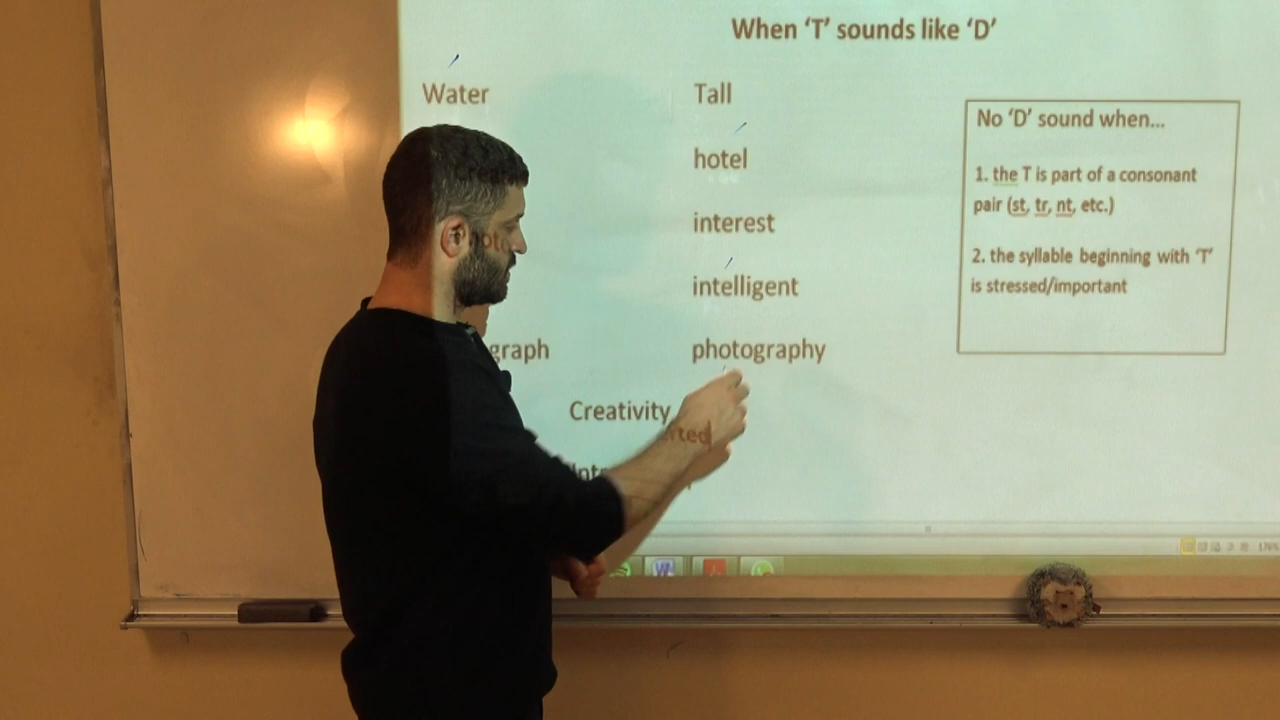 When ‘T’ sounds like ‘D’
Water
Tall
hotel
interest
intelligent
graph
photography
Creativity
rted
No ‘D’ sound when...
1. the T is part of a consonant
pair (st, tr, nt, etc.)
2. the syllable beginning with ‘T’
is stressed/important